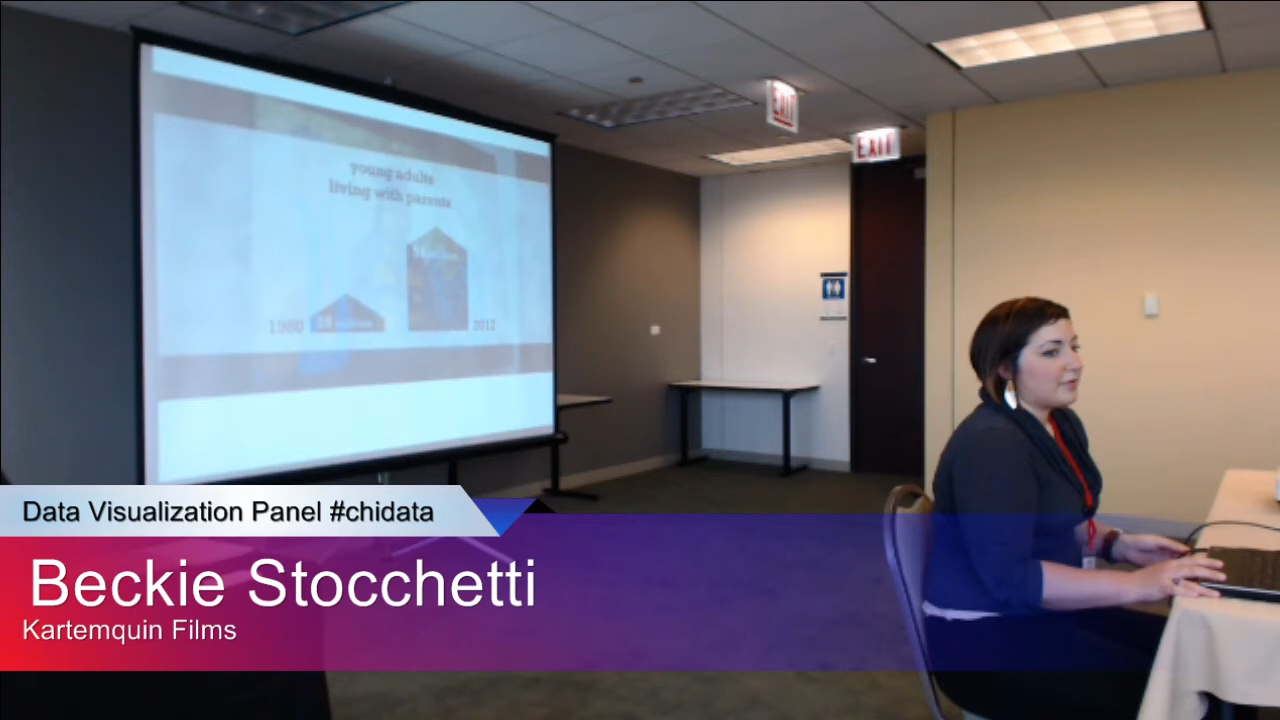 young adults
living with parents
1980
2012
EXIT
EXIT
Data Visualization Panel #chidata
Beckie Stocchetti
Kartemquin Films